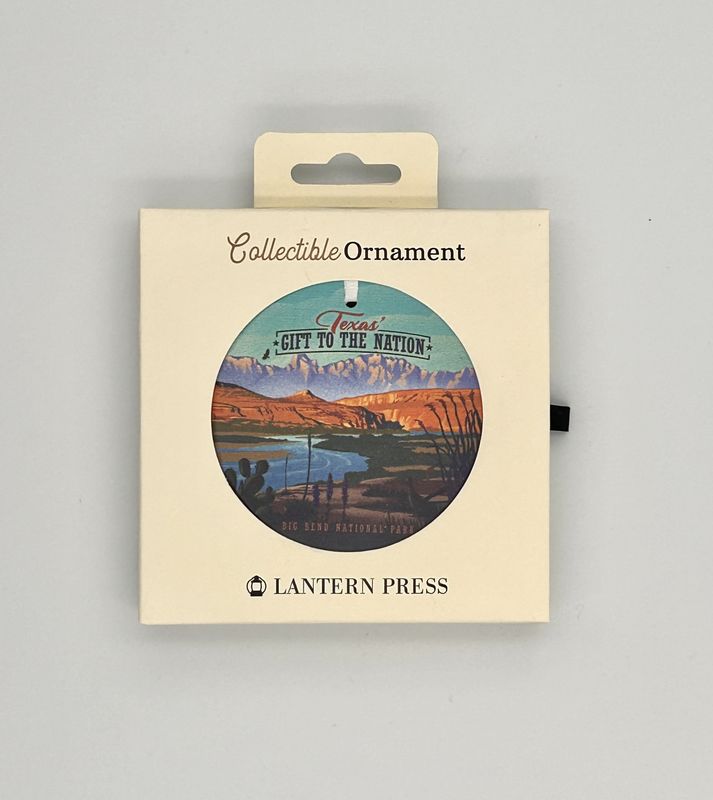 Collectible Ornament
Texas'
GIFT TO THE NATION
BIG BEND NATIONAL PARK
LANTERN PRESS